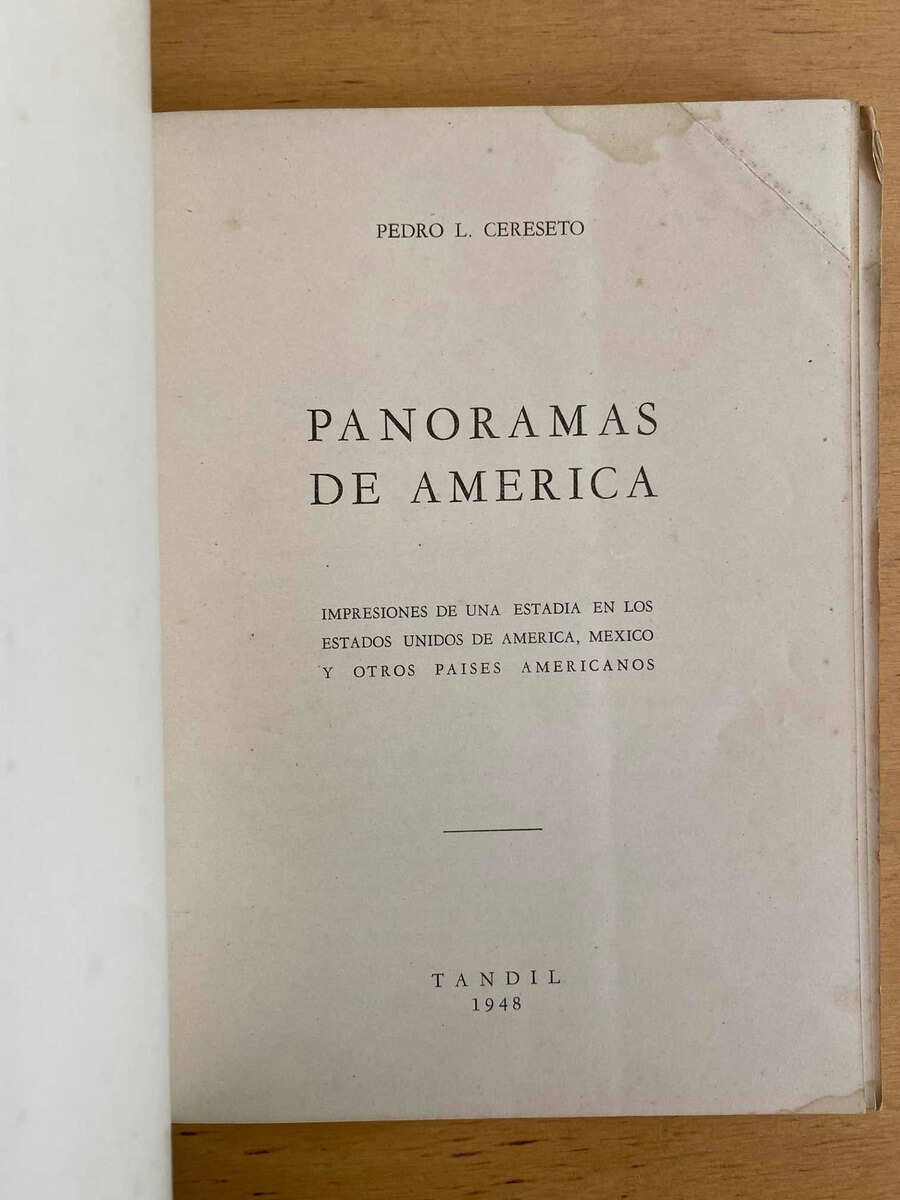 PEDRO L. CERESETO
PANORAMAS
DE AMERICA
IMPRESIONES DE UNA ESTADIA EN LOS
ESTADOS UNIDOS DE AMERICA, MEXICO
Y OTROS PAISES AMERICANOS
TANDIL
1948